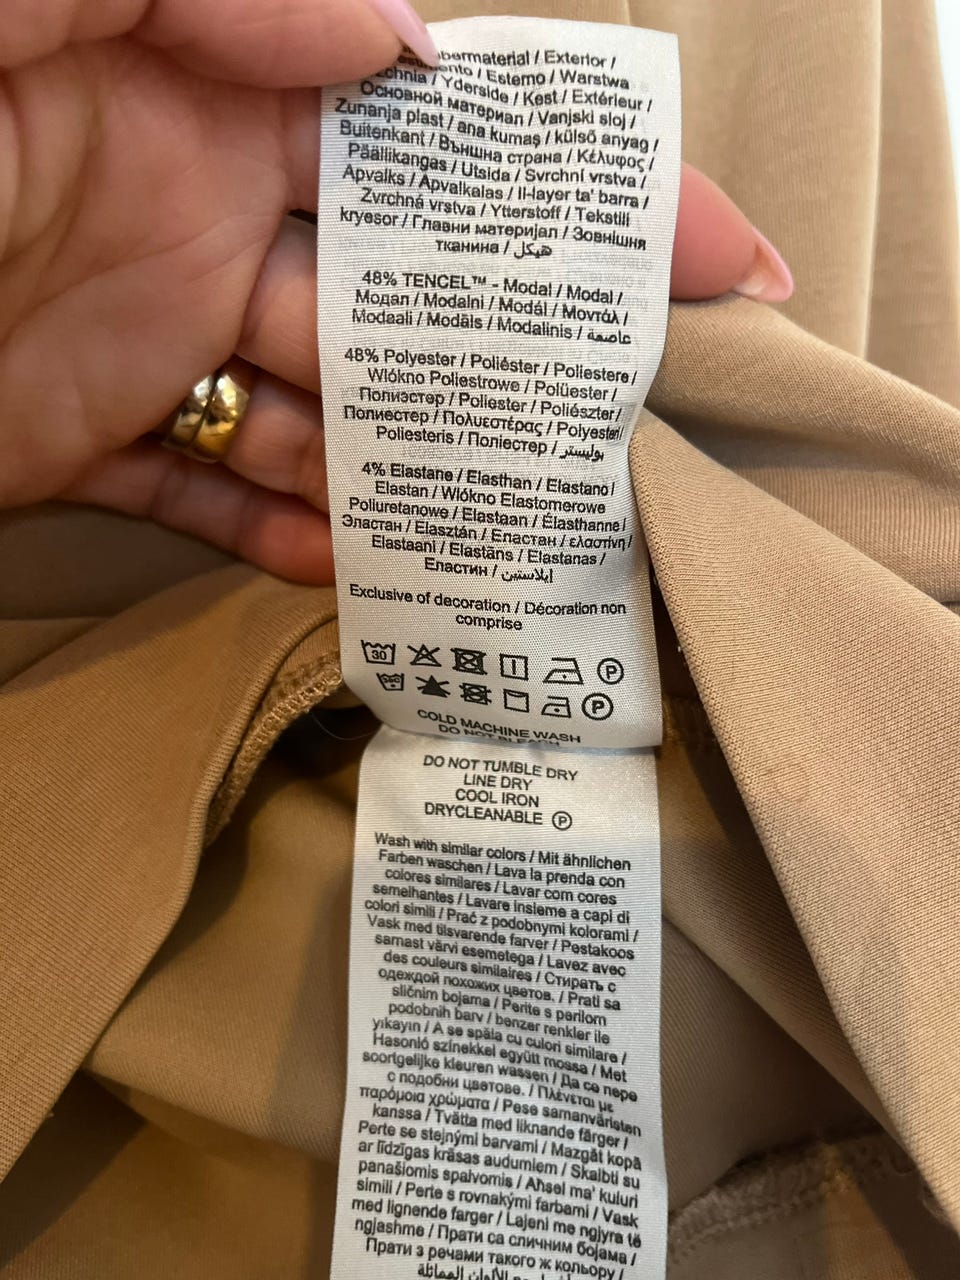 bermaterial / Exterior /
/ Esterno / Warstwa
/ Yderside / Kest / Extérieur /
Основной материал / Vanjski sloj /
Zunanja plast / ana kumaş / külső anyag /
Buitenkant / Външна страна / Κέλυφος /
Päällikangas / Utsida / Svrchní vrstva /
Apvalks / Apvalkalas / Il-layer ta' barra /
Zvrchná vrstva / Ytterstoff / Tekstili
kryesor / Главни материјал / Зовнішня
тканина / هيكل
48% TENCEL™ - Modal / Modal /
Модал / Modalni / Modál / Μοντάλ /
Modaali / Modāls / Modalinis / عاصمة
48% Polyester / Poliéster / Poliestere /
Włókno Poliestrowe / Polüester /
Полиэстер / Poliester / Poliészter /
Полиестер / Πολυεστέρας / Polyesteri /
Poliesteris / Поліестер / بوليستر
4% Elastane / Elasthan / Elastano /
Elastan / Włókno Elastomerowe
Poliuretanowe / Elastaan / Élasthanne /
Эластан / Elasztán / Еластан / ελαστίνη /
Elastaani / Elastāns / Elastanas /
Еластин / إيلاستين
Exclusive of decoration / Décoration non
comprise
30 P
P
COLD MACHINE WASH
DO NOT BLEACH
DO NOT TUMBLE DRY
LINE DRY
COOL IRON
DRYCLEANABLE P
Wash with similar colors / Mit ähnlichen
Farben waschen / Lava la prenda con
colores similares / Lavar com cores
semelhantes / Lavare insieme a capi di
colori simili / Prać z podobnymi kolorami /
Vask med tilsvarende farver / Pestakoos
samast värvi esemetega / Lavez avec
des couleurs similaires / Стирать с
одеждой похожих цветов. / Prati sa
sličnim bojama / Perite s perilom
podobnih barv / benzer renkler ile
yıkayın / A se spăla cu culori similare /
Hasonló színekkel együtt mossa / Met
soortgelijke kleuren wassen / Да се пере
с подобни цветове. / Πλένεται με
παρόμοια χρώματα / Pese samanväristen
kanssa / Tvätta med liknande färger /
Perte se stejnými barvami / Mazgāt kopā
ar līdzīgas krāsas audumiem / Skalbti su
panašiomis spalvomis / Aħsel ma' kuluri
simili / Perte s rovnakými farbami / Vask
med lignende farger / Lajeni me ngjyra të
ngjashme / Прати са сличним бојама /
Прати з речами такого ж кольору /
الألوان المماثلة